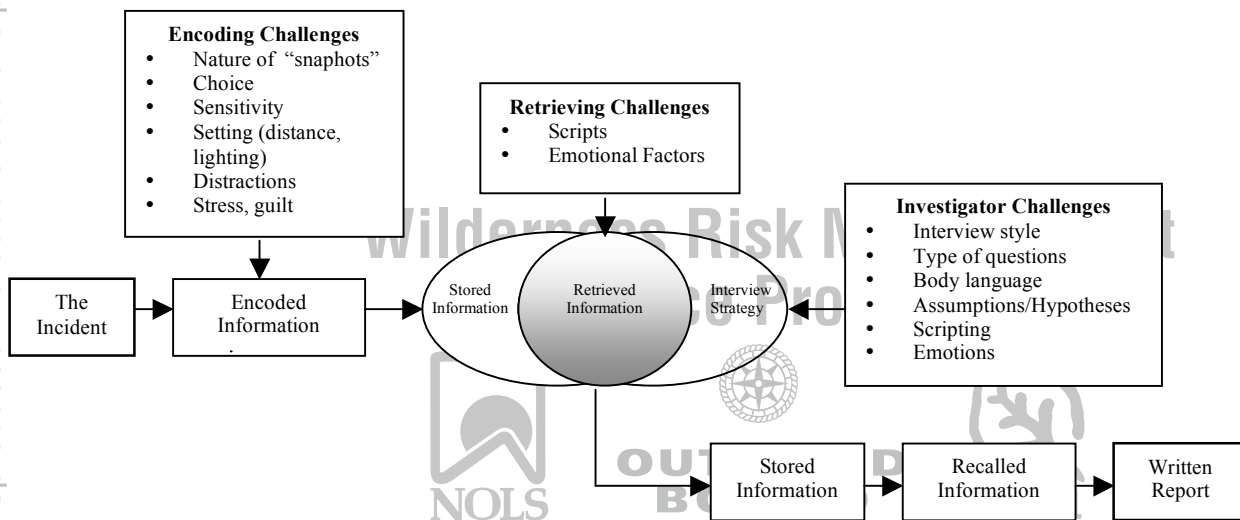 Encoding Challenges
• Nature of “snaphots”
• Choice
• Sensitivity
• Setting (distance,
lighting)
• Distractions
• Stress, guilt
Retrieving Challenges
• Scripts
• Emotional Factors
Investigator Challenges
• Interview style
• Type of questions
• Body language
• Assumptions/Hypotheses
• Scripting
• Emotions
The
Incident
Encoded
Information
Stored
Information
Retrieved
Information
Interview
Strategy
Stored
Information
Recalled
Information
Written
Report
Wilderness Risk
NOLS